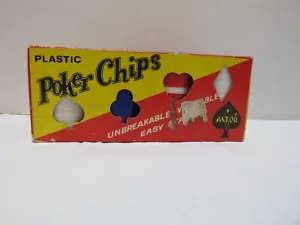 PLASTIC
Poker Chips
UNBREAKABLE
EASY
ASTOR